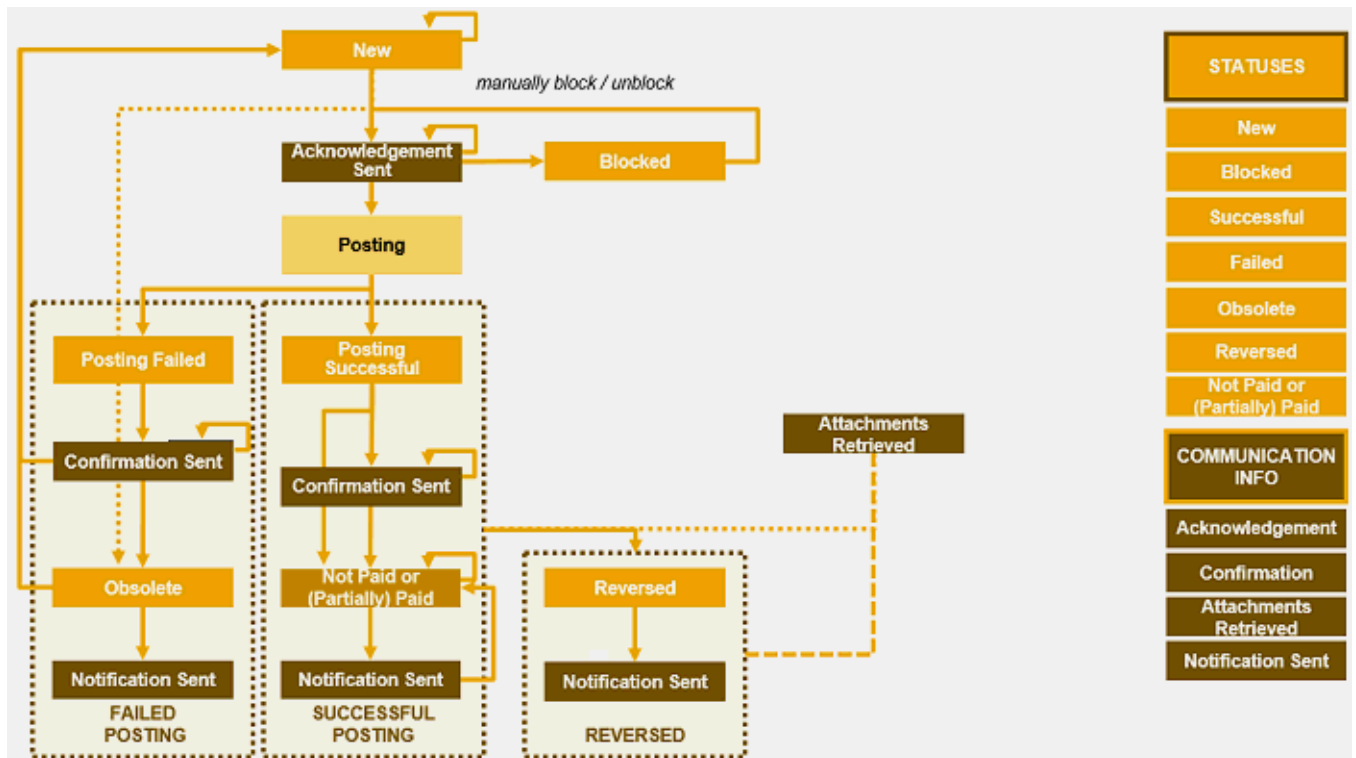 New
manually block / unblock
Acknowledgement
Sent
Blocked
Posting
Posting Failed
Posting
Successful
Confirmation Sent
Confirmation Sent
Attachments
Retrieved
Obsolete
Not Paid or
(Partially) Paid
Reversed
Notification Sent
Notification Sent
Notification Sent
FAILED
POSTING
SUCCESSFUL
POSTING
REVERSED
STATUSES
New
Blocked
Successful
Failed
Obsolete
Reversed
Not Paid or
(Partially) Paid
COMMUNICATION
INFO
Acknowledgement
Confirmation
Attachments
Retrieved
Notification Sent